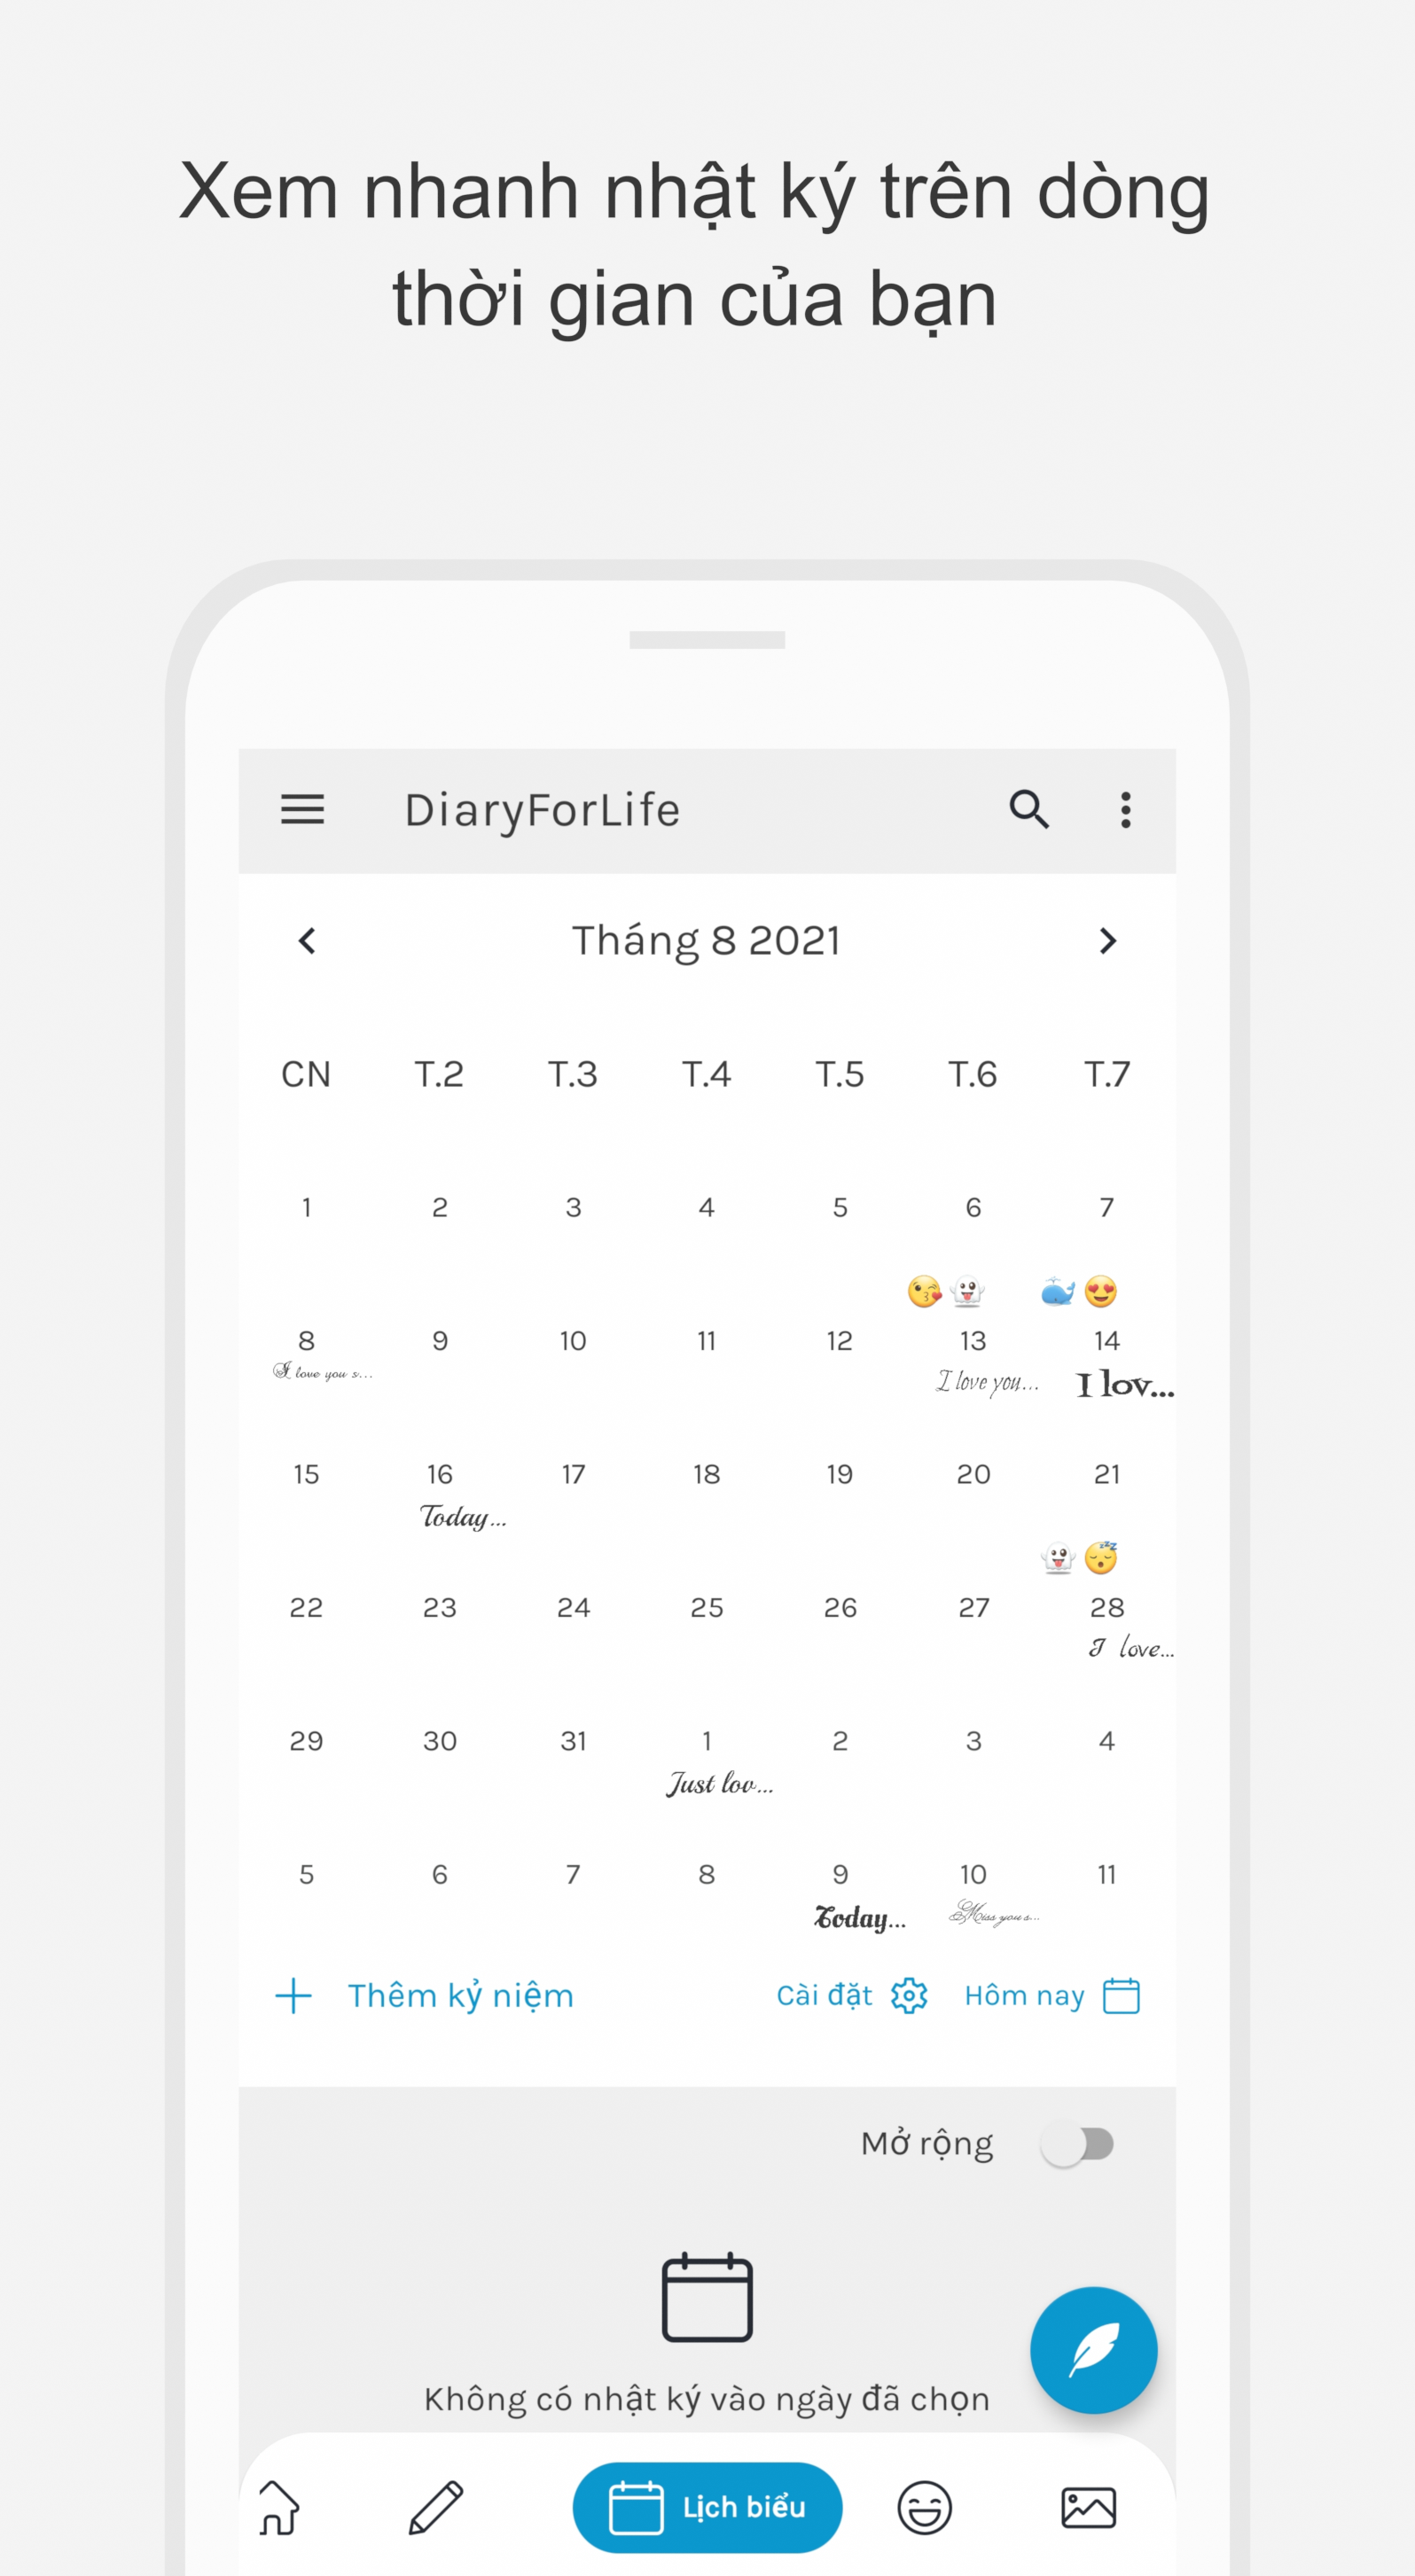 Xem nhanh nhật ký trên dòng
thời gian của bạn
DiaryForLife
Tháng 8 2021
CN T.2 T.3 T.4 T.5 T.6 T.7
1 2 3 4 5 6 7
8 9 10 11 12 13 14
I love you s... I love you... I lov...
15 16 17 18 19 20 21
Today...
22 23 24 25 26 27 28
I love...
29 30 31 1 2 3 4
Just lov...
5 6 7 8 9 10 11
Today... Miss you s...
Thêm kỷ niệm Cài đặt Hôm nay
Mở rộng
Không có nhật ký vào ngày đã chọn
Lịch biểu